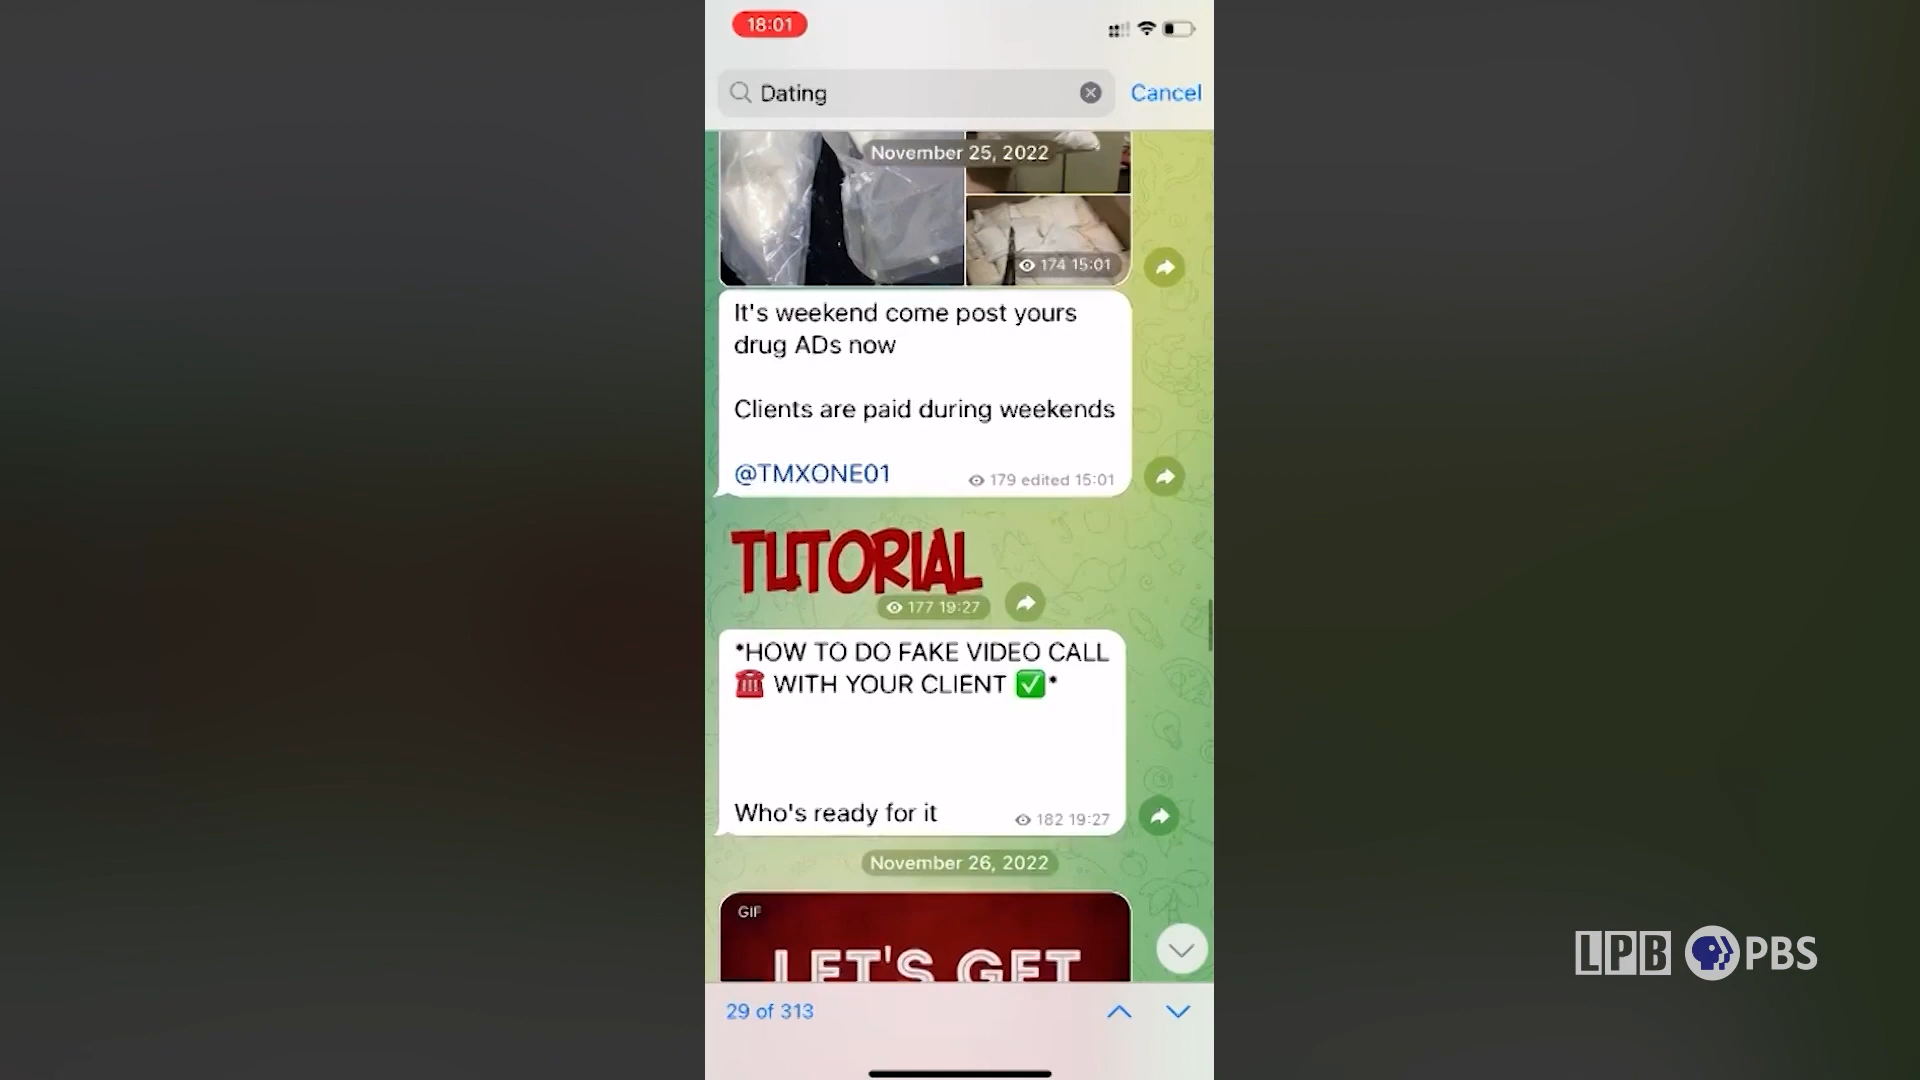 18:01
Dating
Cancel
November 25, 2022
174 15:01
It's weekend come post yours
drug ADs now
Clients are paid during weekends
@TMXONE01
179 edited 15:01
TUTORIAL
177 19:27
*HOW TO DO FAKE VIDEO CALL
☎️ WITH YOUR CLIENT ✅*
Who's ready for it
182 19:27
November 26, 2022
GIF
LET'S GET
29 of 313
LPB PBS